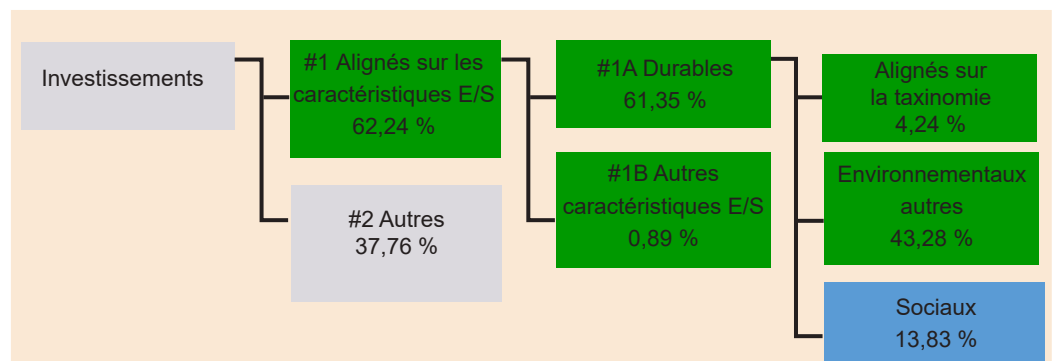 Investissements
#1 Alignés sur les
caractéristiques E/S
62,24 %
#2 Autres
37,76 %
#1A Durables
61,35 %
#1B Autres
caractéristiques E/S
0,89 %
Alignés sur
la taxinomie
4,24 %
Environnementaux
autres
43,28 %
Sociaux
13,83 %